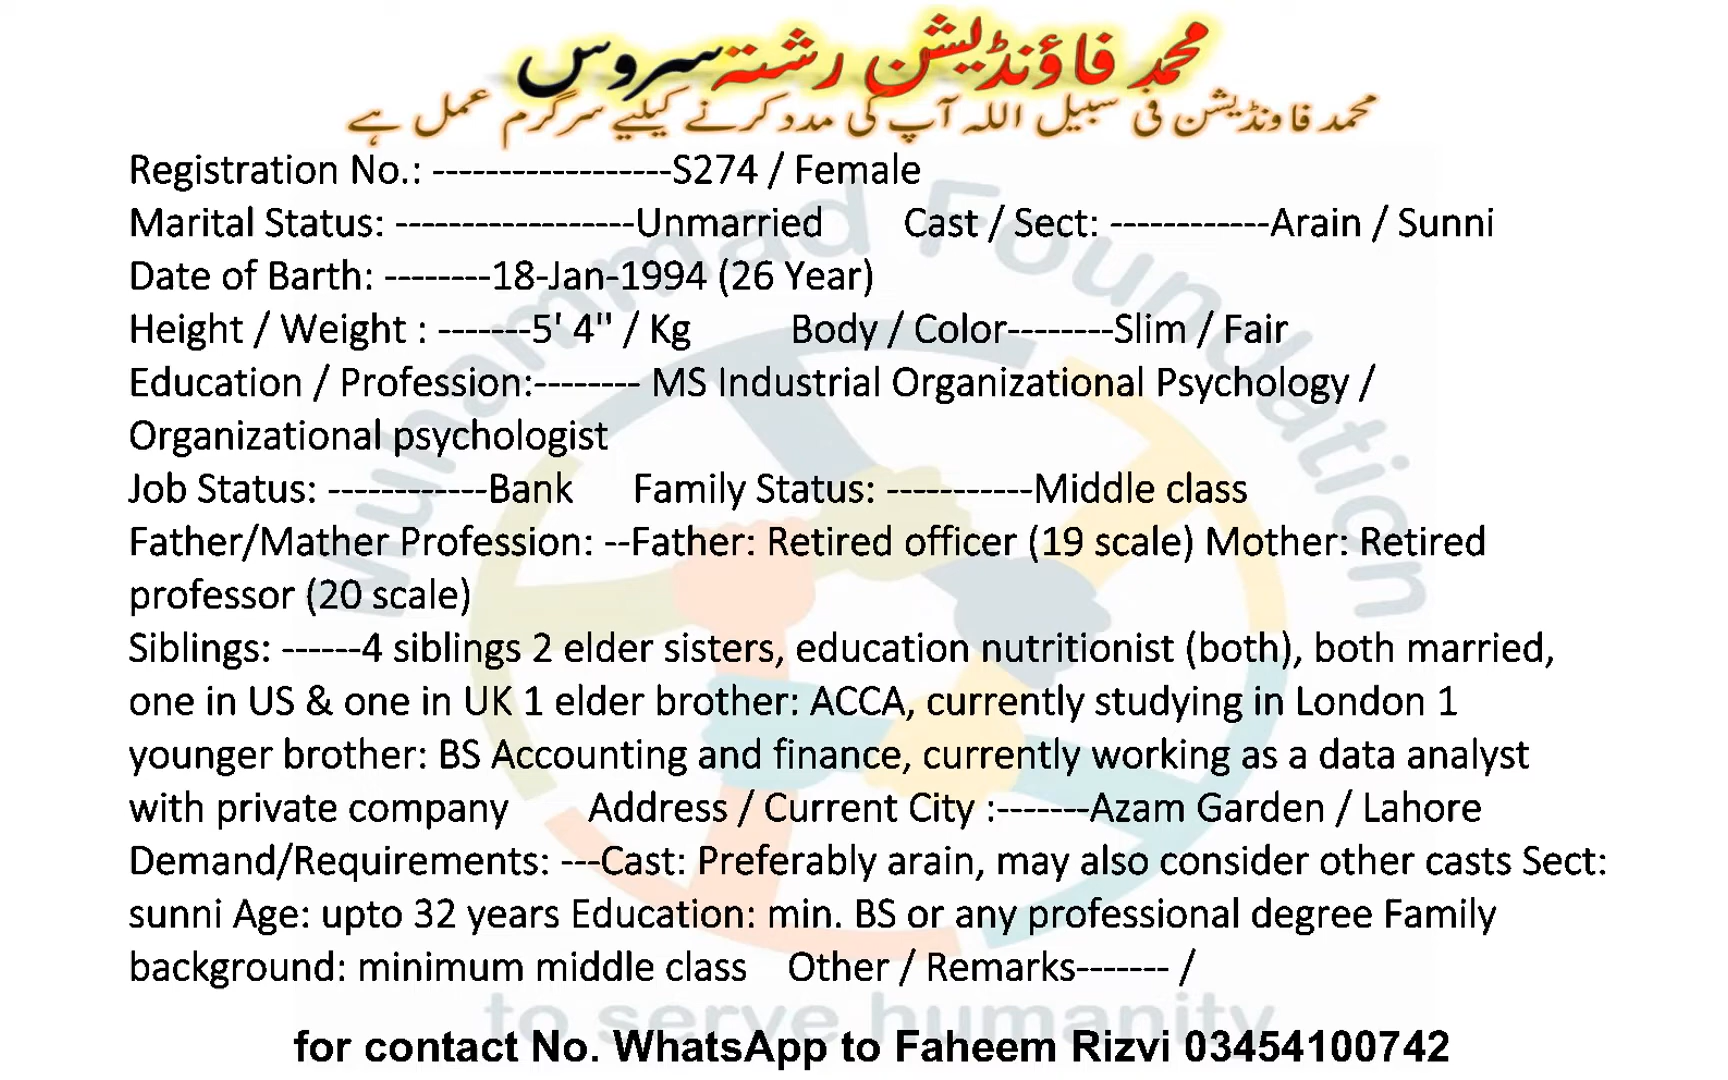 محمد فاؤنڈیشن رشتہ سروس
محمد فاونڈیشن فی سبیل اللہ آپ کی مدد کرنے کیلیے سرگرم عمل ہے
Registration No.: ------------------S274 / Female
Marital Status: ------------------Unmarried Cast / Sect: ------------Arain / Sunni
Date of Barth: --------18-Jan-1994 (26 Year)
Height / Weight : -------5' 4" / Kg Body / Color--------Slim / Fair
Education / Profession:-------- MS Industrial Organizational Psychology /
Organizational psychologist
Job Status: ------------Bank Family Status: -----------Middle class
Father/Mather Profession: --Father: Retired officer (19 scale) Mother: Retired
professor (20 scale)
Siblings: ------4 siblings 2 elder sisters, education nutritionist (both), both married,
one in US & one in UK 1 elder brother: ACCA, currently studying in London 1
younger brother: BS Accounting and finance, currently working as a data analyst
with private company Address / Current City :-------Azam Garden / Lahore
Demand/Requirements: ---Cast: Preferably arain, may also consider other casts Sect:
sunni Age: upto 32 years Education: min. BS or any professional degree Family
background: minimum middle class Other / Remarks------- /
for contact No. WhatsApp to Faheem Rizvi 03454100742
Muhammad Foundation
to serve humanity